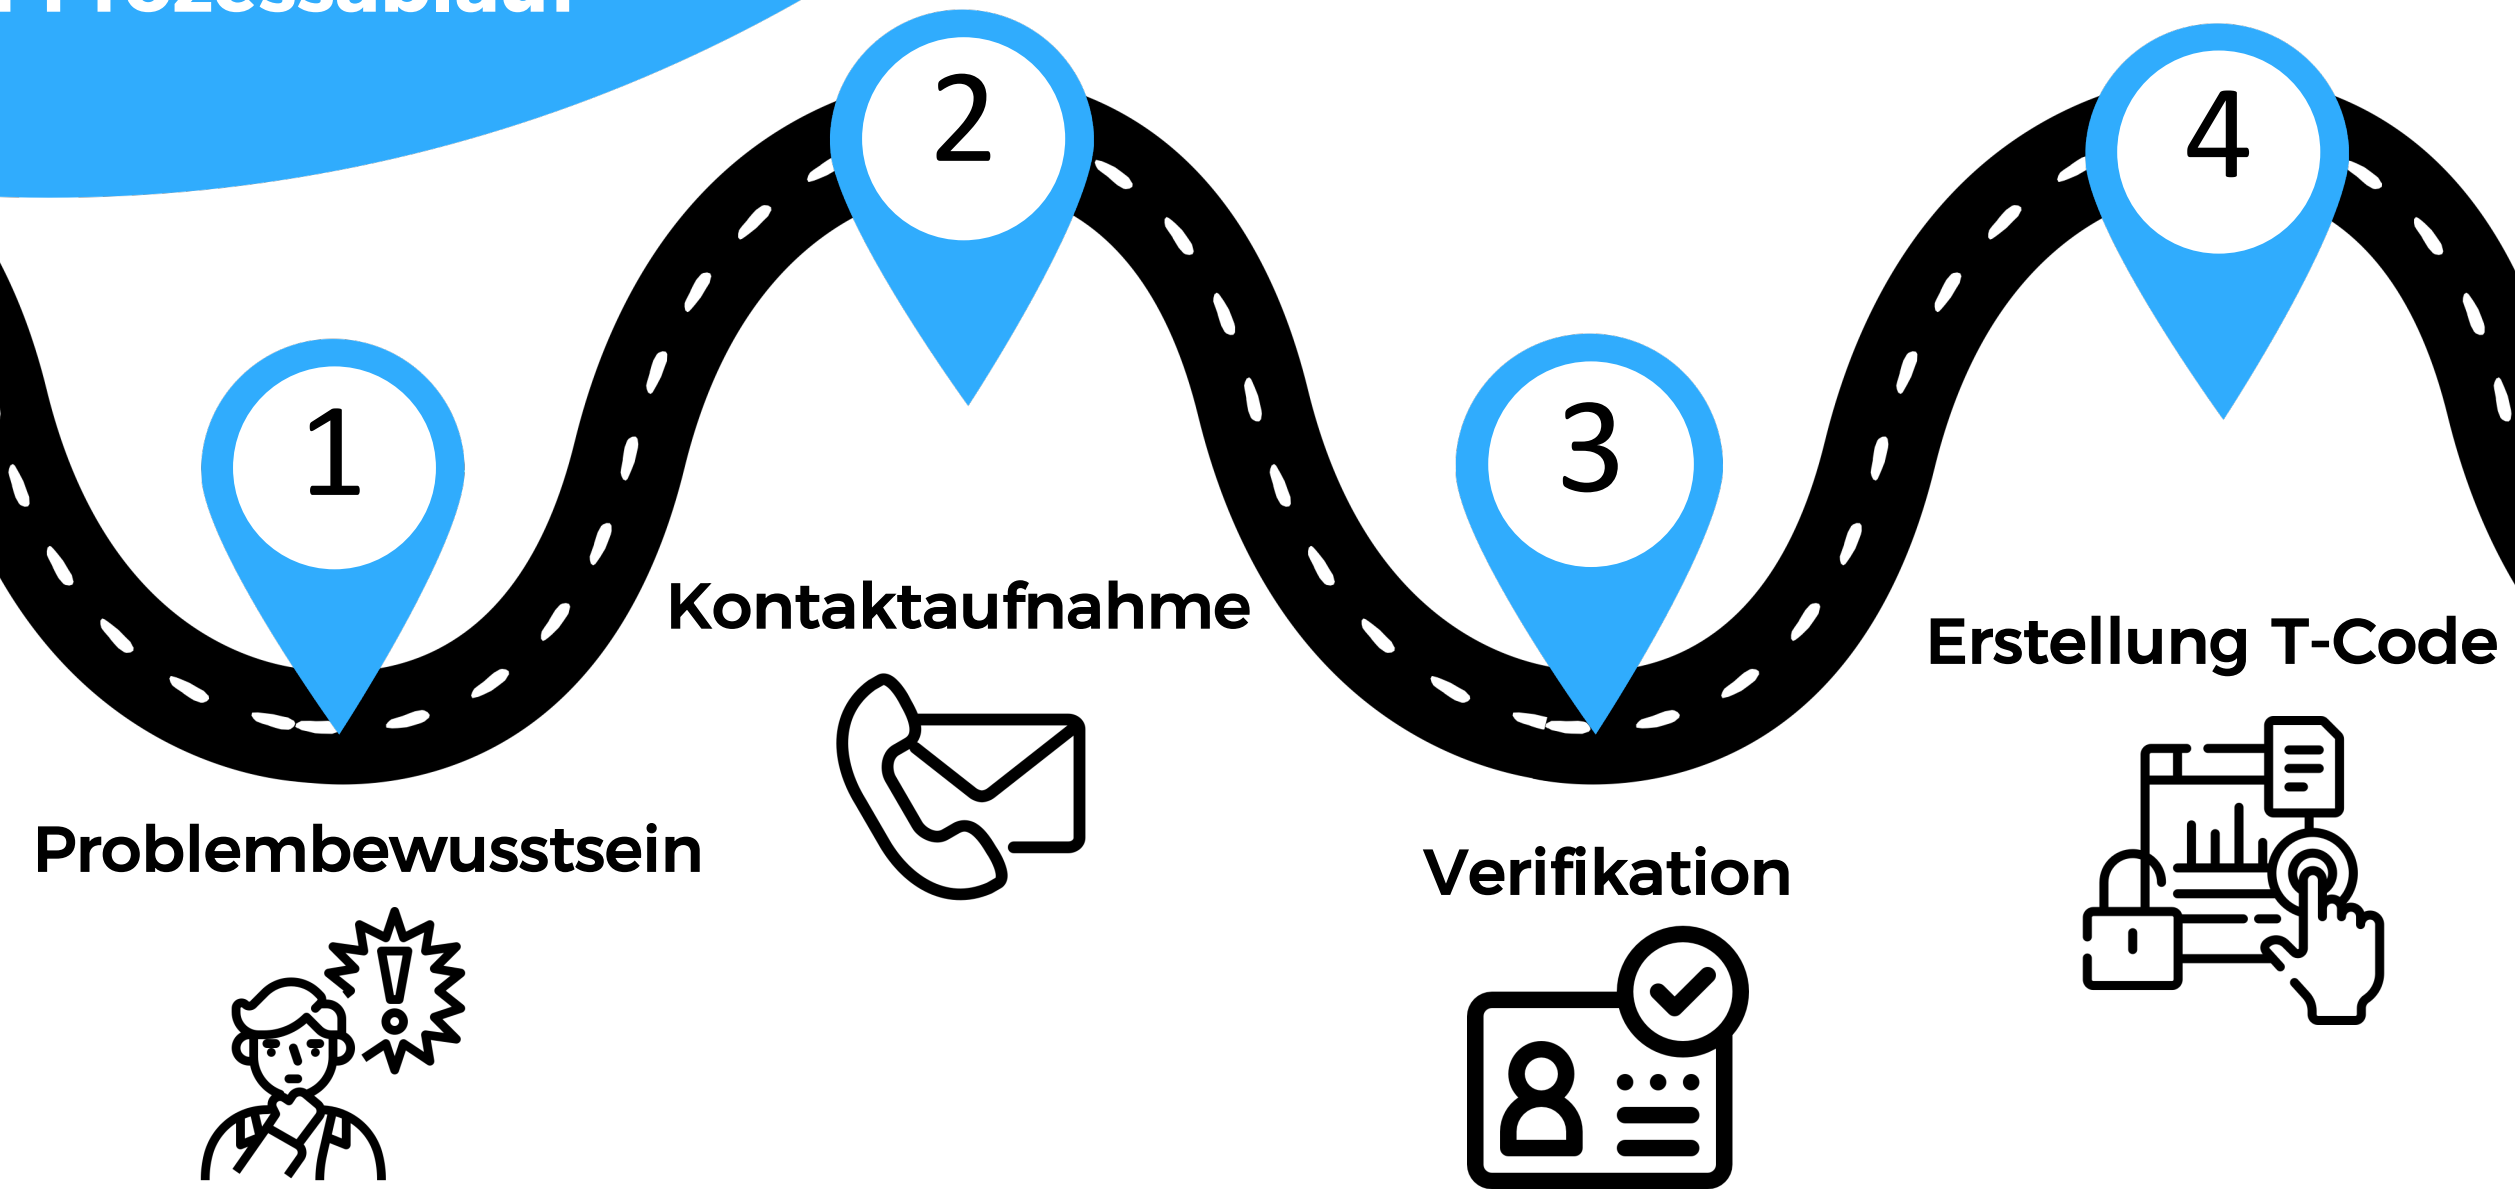 1
Problembewusstsein
2
Kontaktaufnahme
3
Verifikation
4
Erstellung T-Code